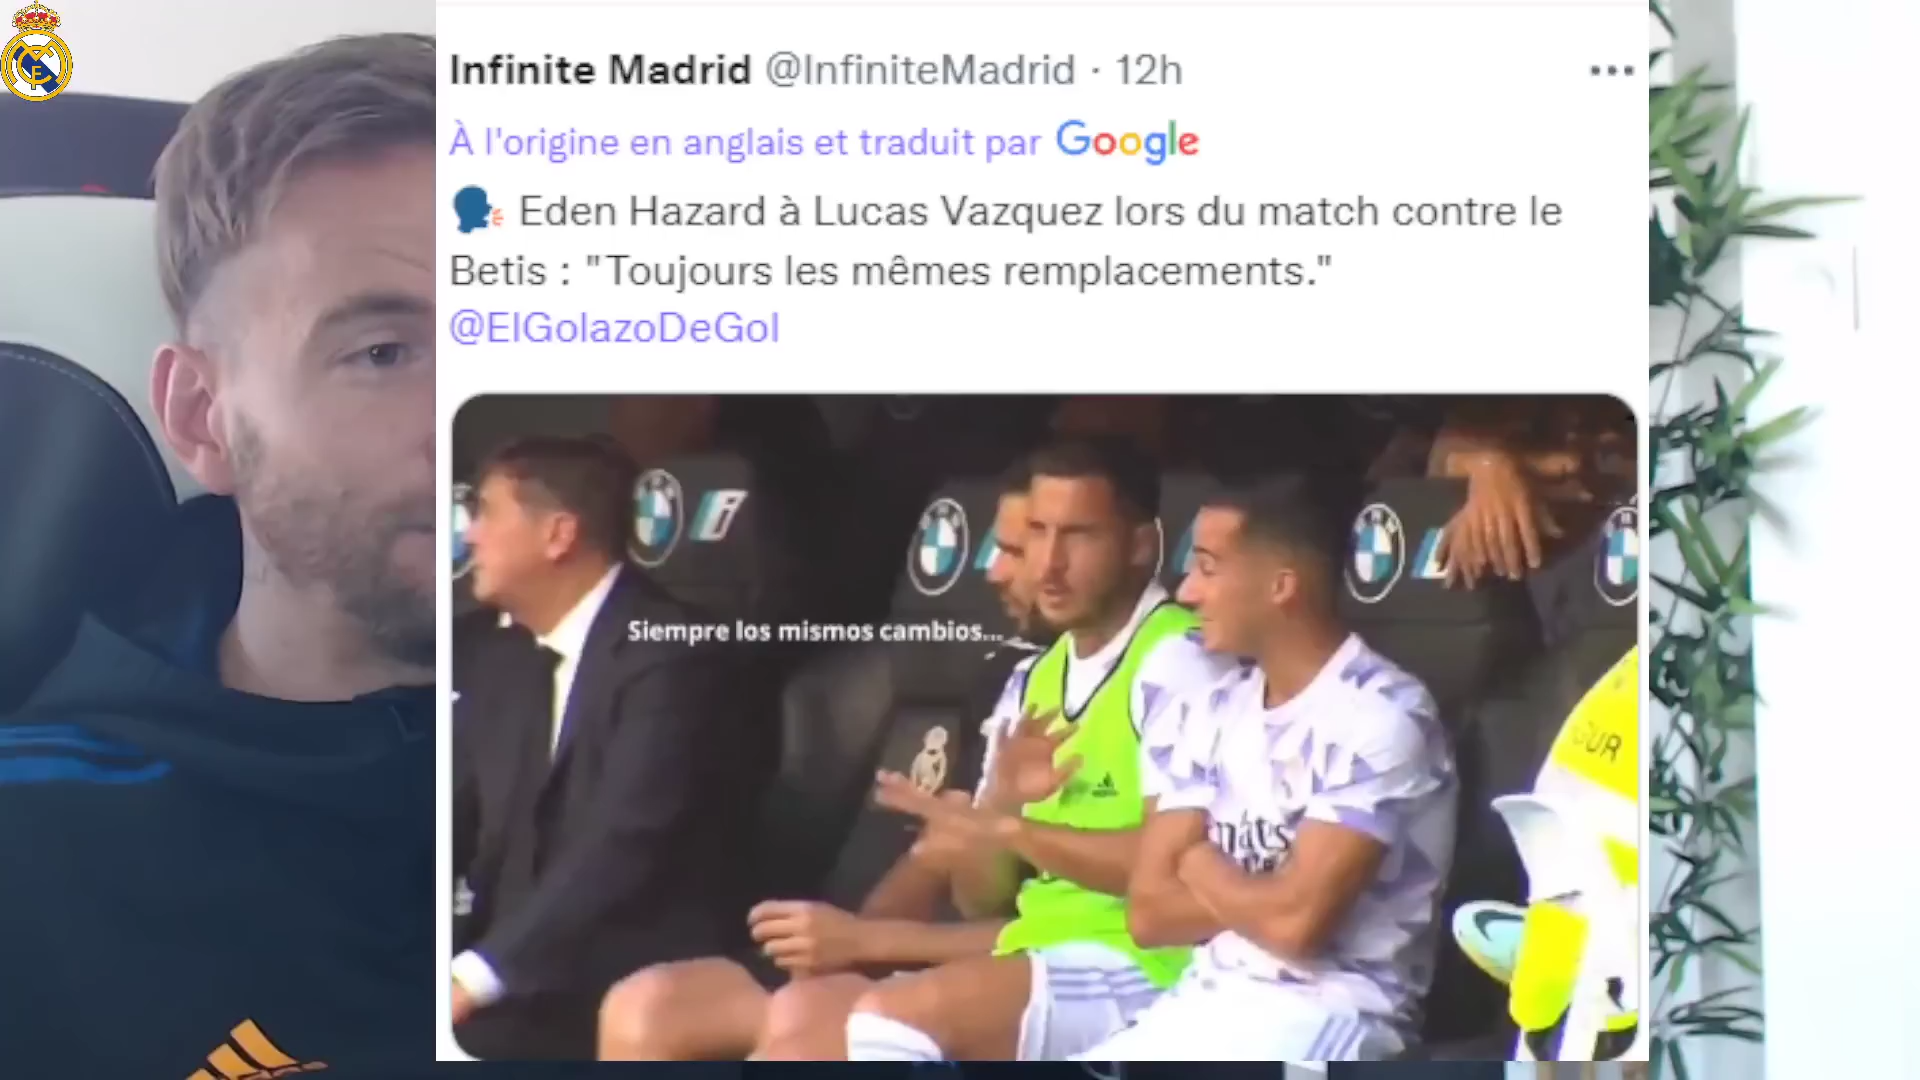 Infinite Madrid @InfiniteMadrid · 12h
À l'origine en anglais et traduit par Google
Eden Hazard à Lucas Vazquez lors du match contre le
Betis : "Toujours les mêmes remplacements."
@ElGolazoDeGol
Siempre los mismos cambios...